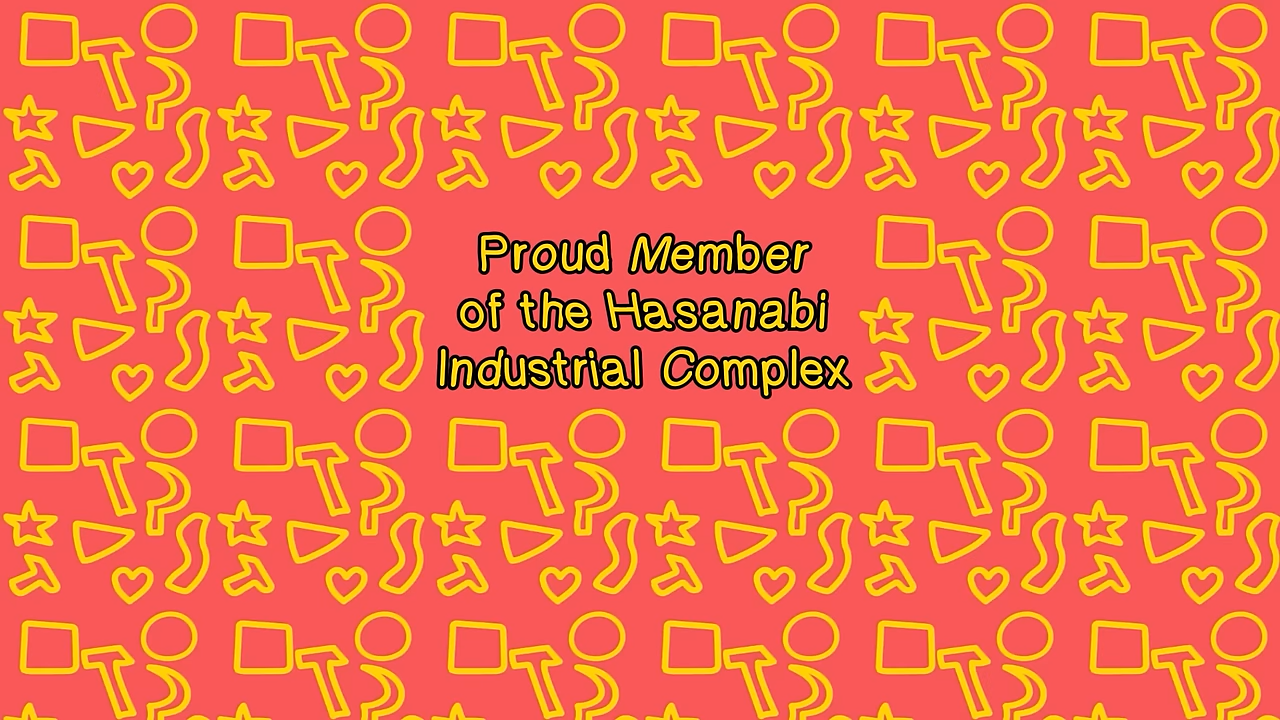 Proud Member
of the Hasanabi
Industrial Complex